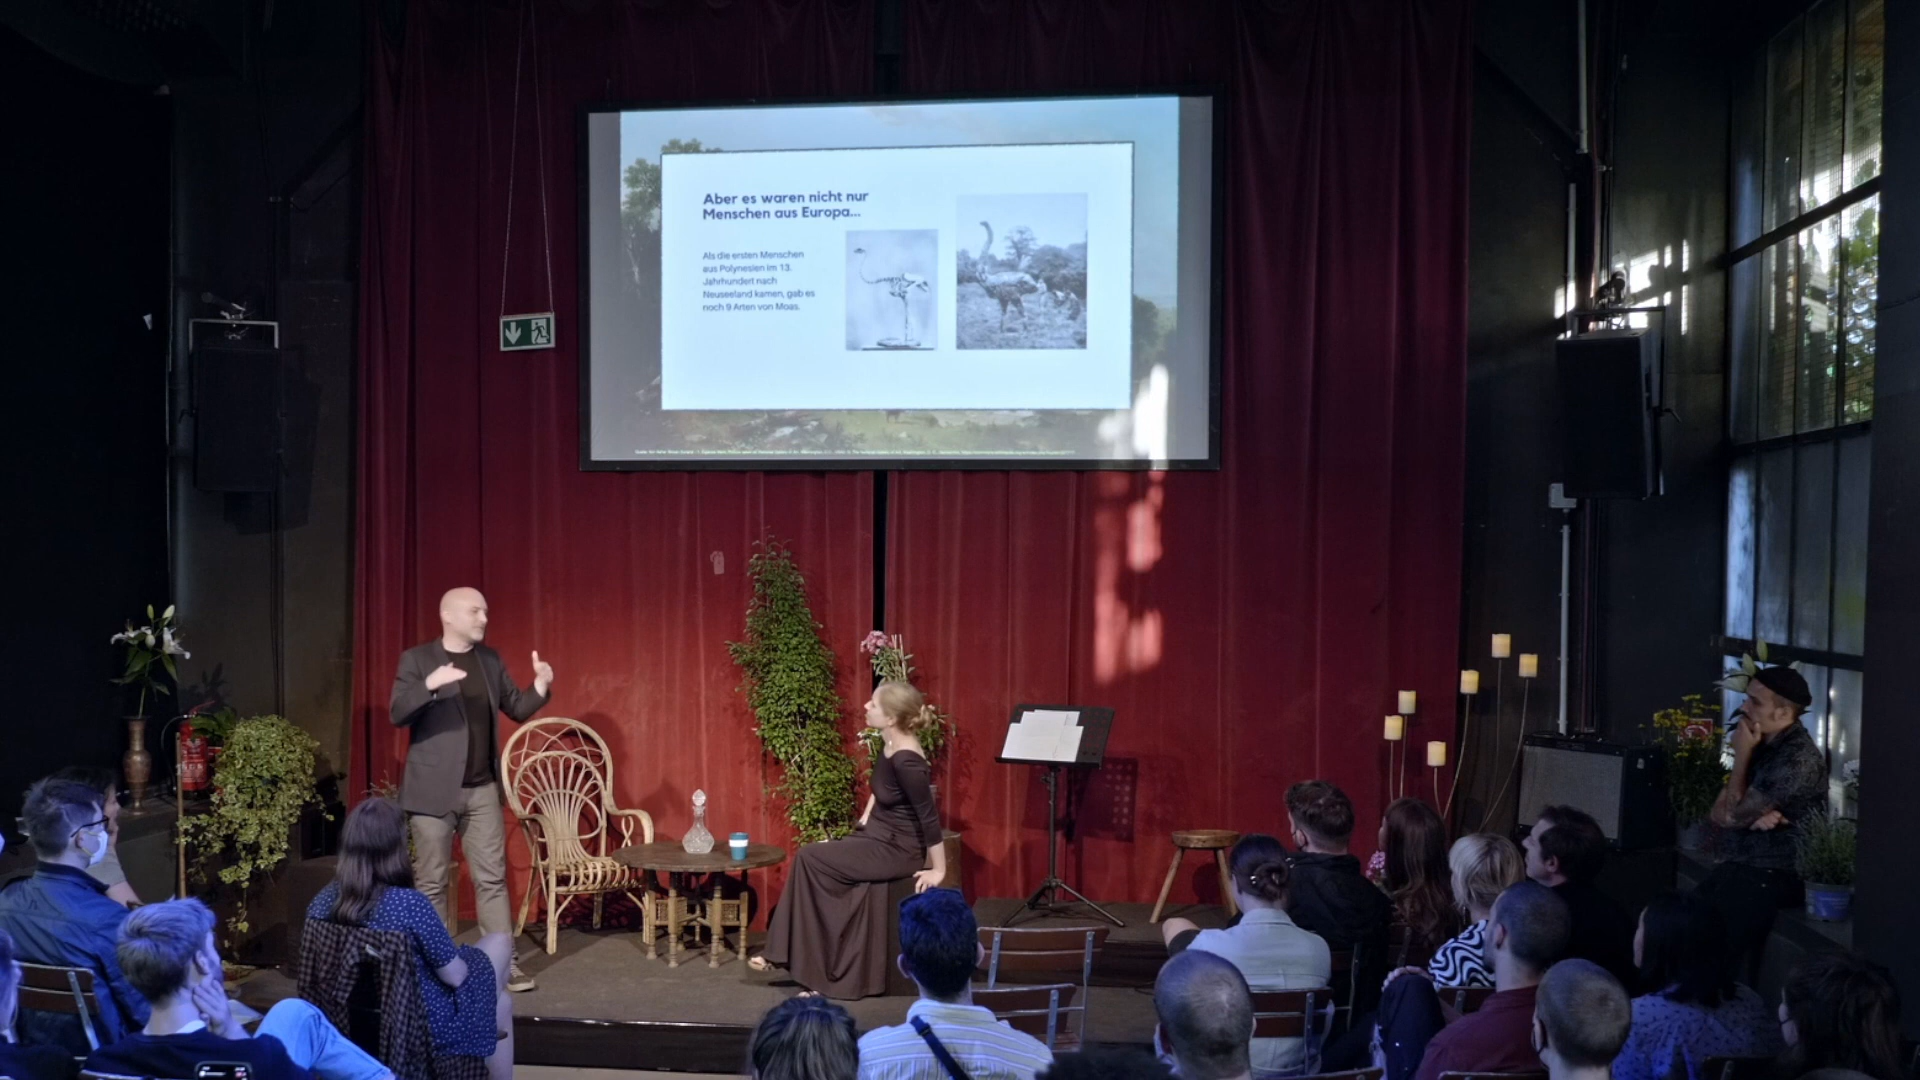 Aber es waren nicht nur
Menschen aus Europa...
Als die ersten Menschen
aus Polynesien im 13.
Jahrhundert nach
Neuseeland kamen, gab es
noch 9 Arten von Moas.